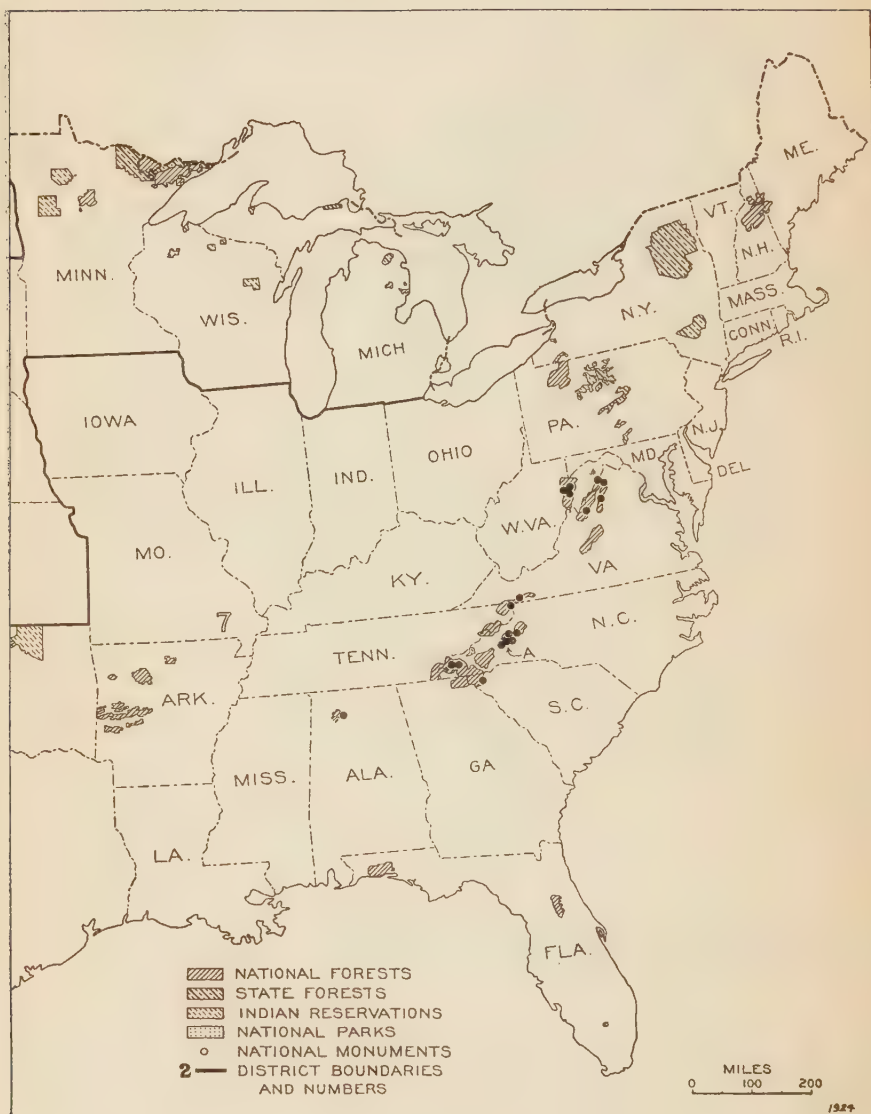 ME.
VT.
MINN.
N.H.
WIS.
N.Y.
MASS.
MICH
CONN.
R.I.
IOWA
PA.
N.J.
OHIO
ILL.
IND.
MD.
DEL
W.VA.
MO.
VA
KY.
7
N.C.
TENN.
A
ARK.
S.C.
MISS.
ALA.
GA
LA.
FLA.
NATIONAL FORESTS
STATE FORESTS
INDIAN RESERVATIONS
NATIONAL PARKS
NATIONAL MONUMENTS
2 DISTRICT BOUNDARIES
AND NUMBERS
MILES
0 100 200
1924